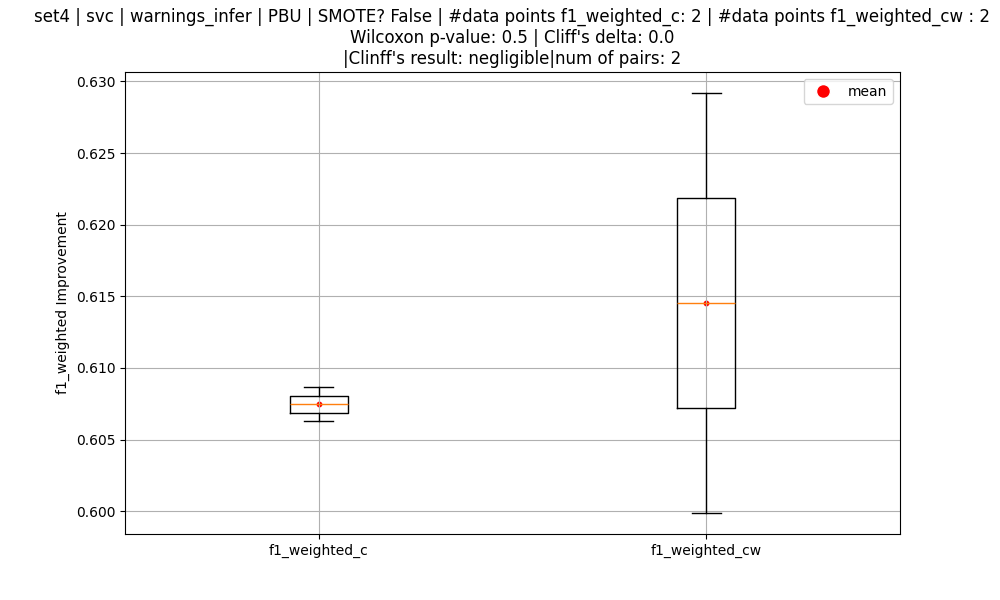 set4 | svc | warnings_infer | PBU | SMOTE? False | #data points f1_weighted_c: 2 | #data points f1_weighted_cw : 2
Wilcoxon p-value: 0.5 | Cliff's delta: 0.0
|Clinff's result: negligible|num of pairs: 2
mean
f1_weighted Improvement
0.630
0.625
0.620
0.615
0.610
0.605
0.600
f1_weighted_c
f1_weighted_cw